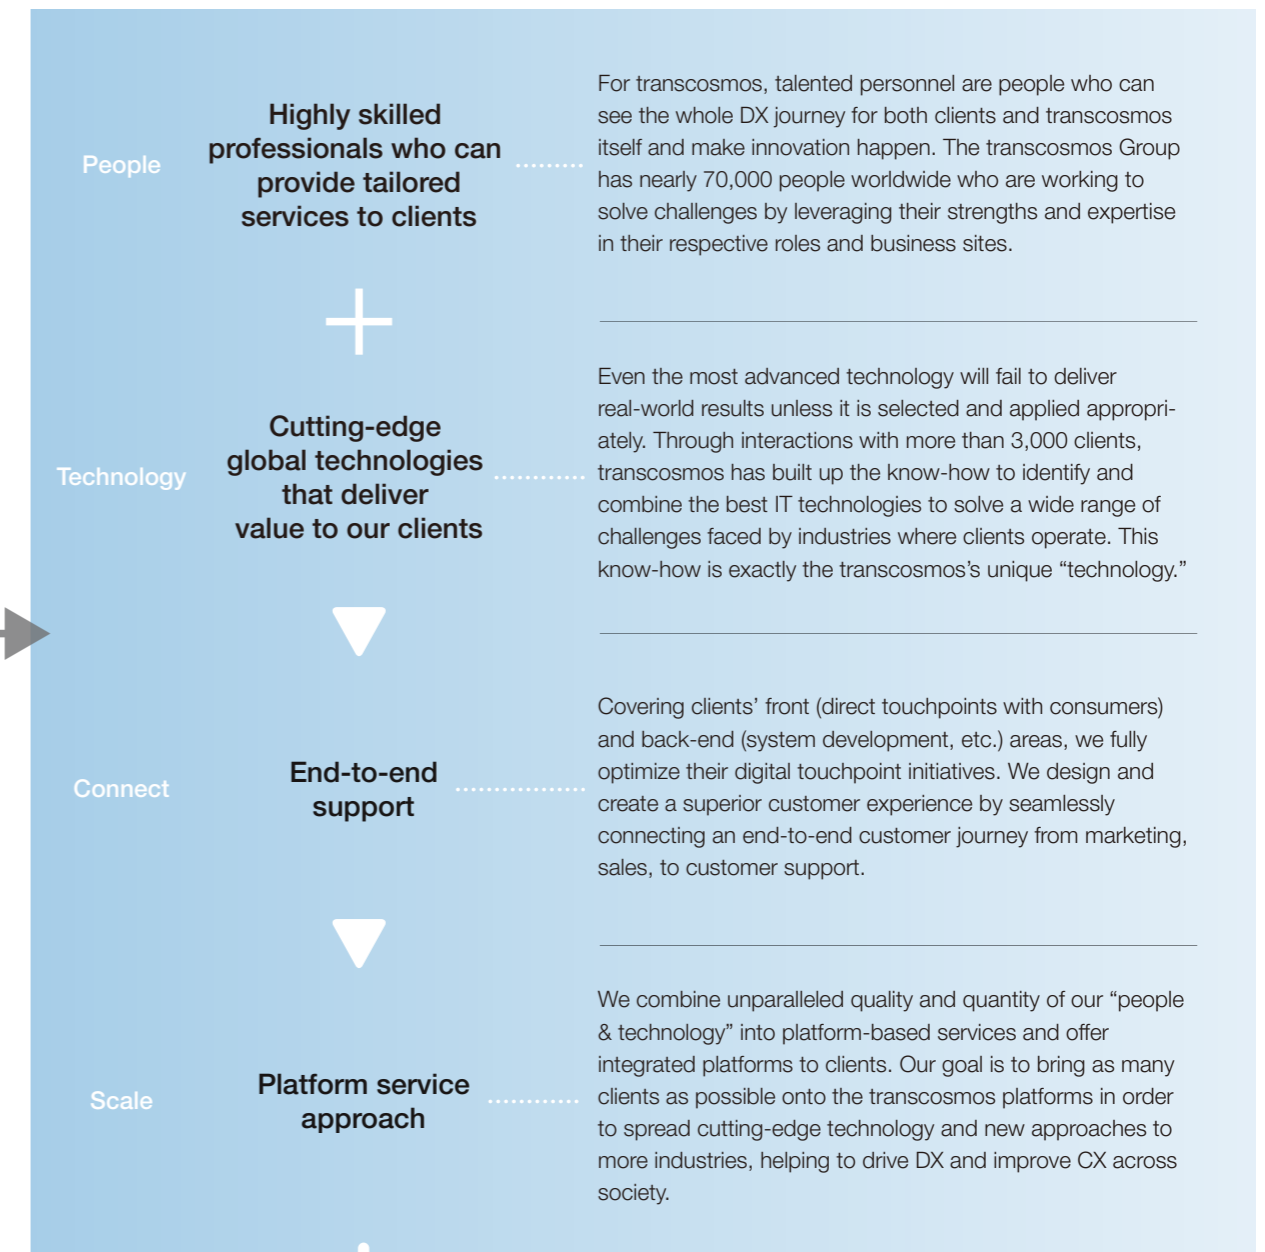 People
Highly skilled
professionals who can
provide tailored
services to clients
For transcosmos, talented personnel are people who can
see the whole DX journey for both clients and transcosmos
itself and make innovation happen. The transcosmos Group
has nearly 70,000 people worldwide who are working to
solve challenges by leveraging their strengths and expertise
in their respective roles and business sites.
Technology
Cutting-edge
global technologies
that deliver
value to our clients
Even the most advanced technology will fail to deliver
real-world results unless it is selected and applied appropri-
ately. Through interactions with more than 3,000 clients,
transcosmos has built up the know-how to identify and
combine the best IT technologies to solve a wide range of
challenges faced by industries where clients operate. This
know-how is exactly the transcosmos’s unique “technology.”
Connect
End-to-end
support
Covering clients’ front (direct touchpoints with consumers)
and back-end (system development, etc.) areas, we fully
optimize their digital touchpoint initiatives. We design and
create a superior customer experience by seamlessly
connecting an end-to-end customer journey from marketing,
sales, to customer support.
Scale
Platform service
approach
We combine unparalleled quality and quantity of our “people
& technology” into platform-based services and offer
integrated platforms to clients. Our goal is to bring as many
clients as possible onto the transcosmos platforms in order
to spread cutting-edge technology and new approaches to
more industries, helping to drive DX and improve CX across
society.